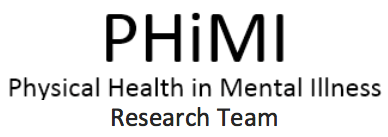 PHiMI
Physical Health in Mental Illness
Research Team